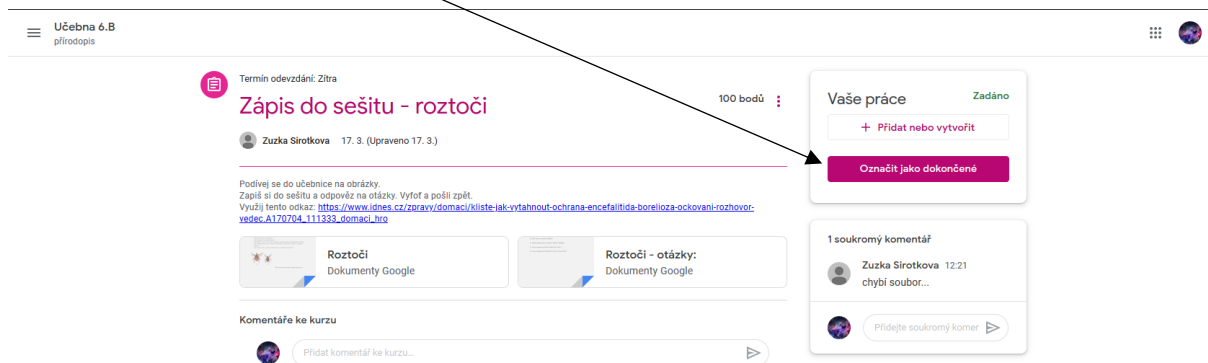 Učebna 6.B
přírodopis
Termín odevzdání: Zítra
Zápis do sešitu - roztoči
100 bodů
Zuzka Sirotkova 17. 3. (Upraveno 17. 3.)
Podívej se do učebnice na obrázky.
Zapiš si do sešitu a odpověz na otázky. Vyfoť a pošli zpět.
Využij tento odkaz: https://www.idnes.cz/zpravy/domaci/kliste-jak-vytahnout-ochrana-encefalitida-borelioza-ockovani-rozhovor-
vedec.A170704_111333_domaci_hro
Roztoči
Dokumenty Google
Roztoči - otázky:
Dokumenty Google
Komentáře ke kurzu
Přidat komentář ke kurzu...
Vaše práce
Zadáno
+ Přidat nebo vytvořit
Označit jako dokončené
1 soukromý komentář
Zuzka Sirotkova 12:21
chybí soubor...
Přidejte soukromý komer